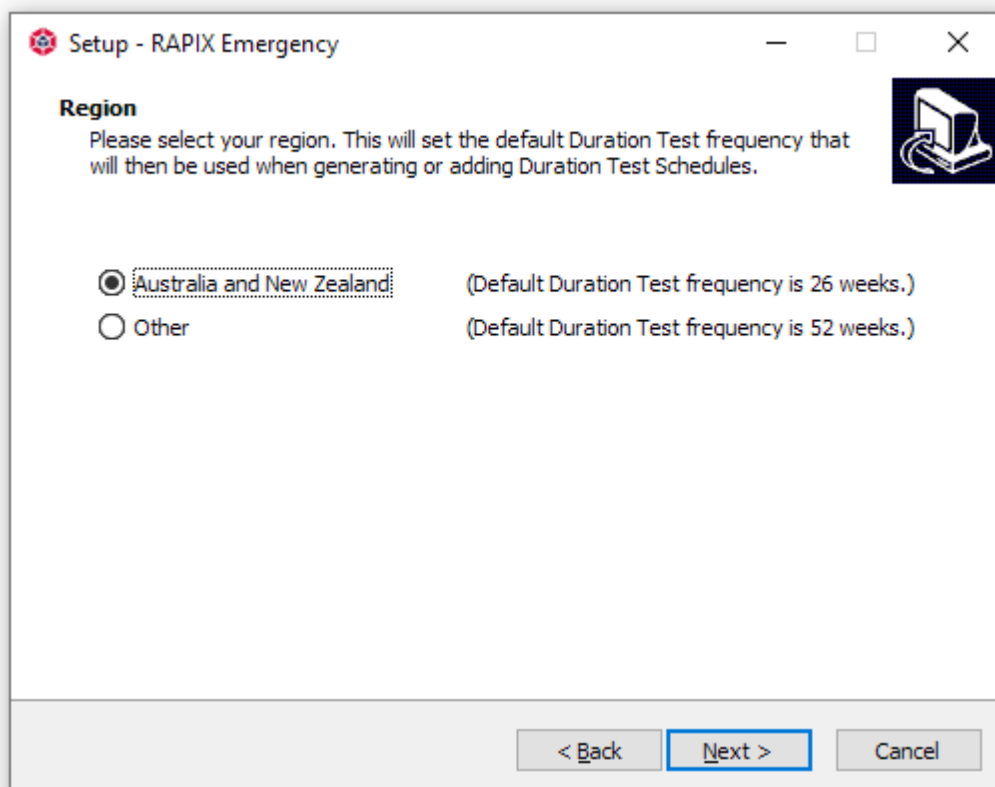 Setup - RAPIX Emergency
Region
Please select your region. This will set the default Duration Test frequency that
will then be used when generating or adding Duration Test Schedules.
Australia and New Zealand (Default Duration Test frequency is 26 weeks.)
Other (Default Duration Test frequency is 52 weeks.)
< Back Next > Cancel